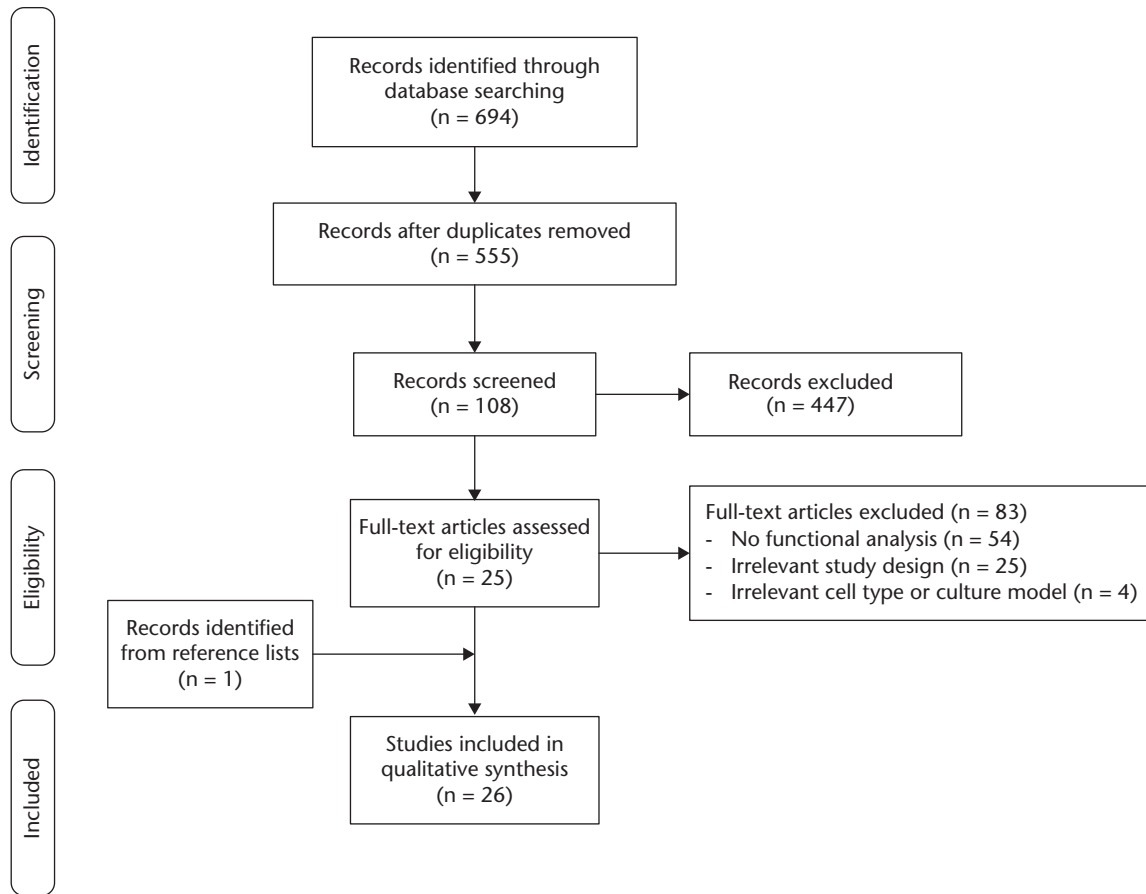 Identification
Records identified through
database searching
(n = 694)
Records after duplicates removed
(n = 555)
Screening
Records screened
(n = 108)
Records excluded
(n = 447)
Eligibility
Full-text articles assessed
for eligibility
(n = 25)
Full-text articles excluded (n = 83)
- No functional analysis (n = 54)
- Irrelevant study design (n = 25)
- Irrelevant cell type or culture model (n = 4)
Records identified
from reference lists
(n = 1)
Included
Studies included in
qualitative synthesis
(n = 26)